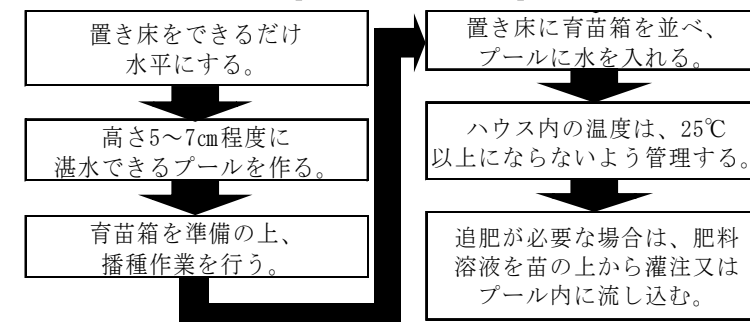 置き床をできるだけ
水平にする。
高さ5～7㎝程度に
湛水できるプールを作る。
育苗箱を準備の上、
播種作業を行う。
置き床に育苗箱を並べ、
プールに水を入れる。
ハウス内の温度は、25℃
以上にならないよう管理する。
追肥が必要な場合は、肥料
溶液を苗の上から灌注又は
プール内に流し込む。